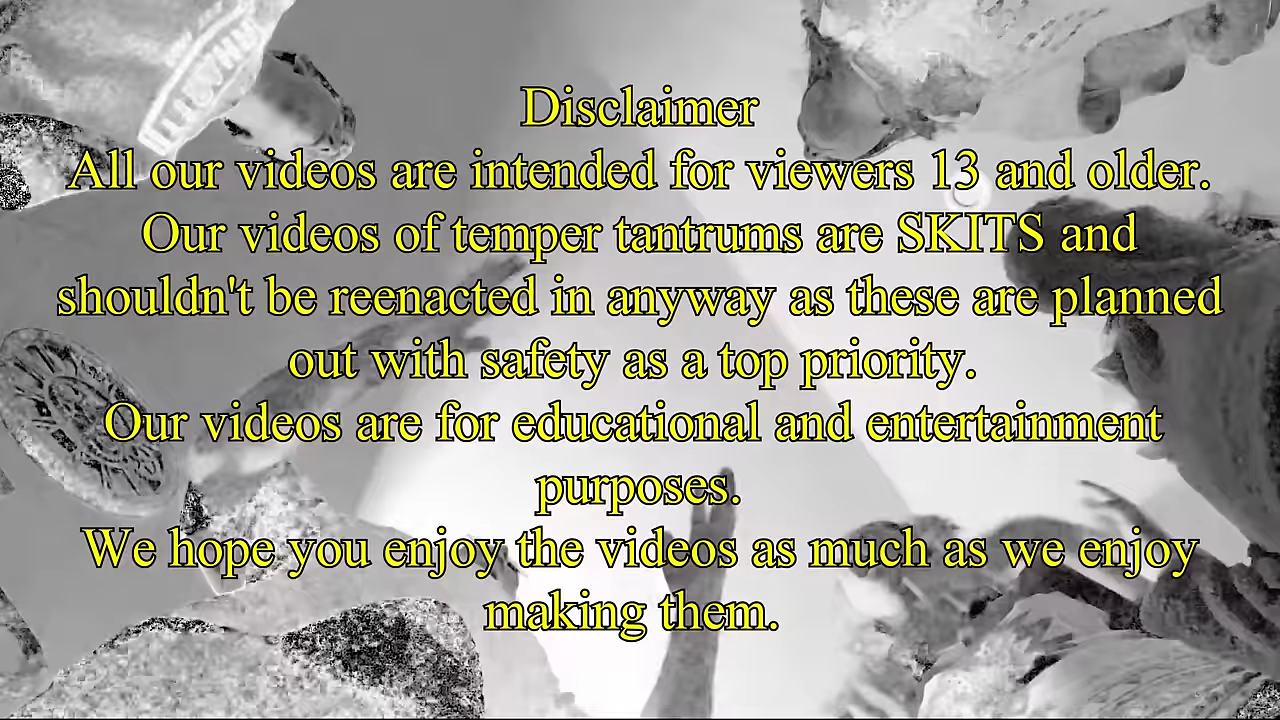 Disclaimer
All our videos are intended for viewers 13 and older.
Our videos of temper tantrums are SKITS and
shouldn't be reenacted in anyway as these are planned
out with safety as a top priority.
Our videos are for educational and entertainment
purposes.
We hope you enjoy the videos as much as we enjoy
making them.